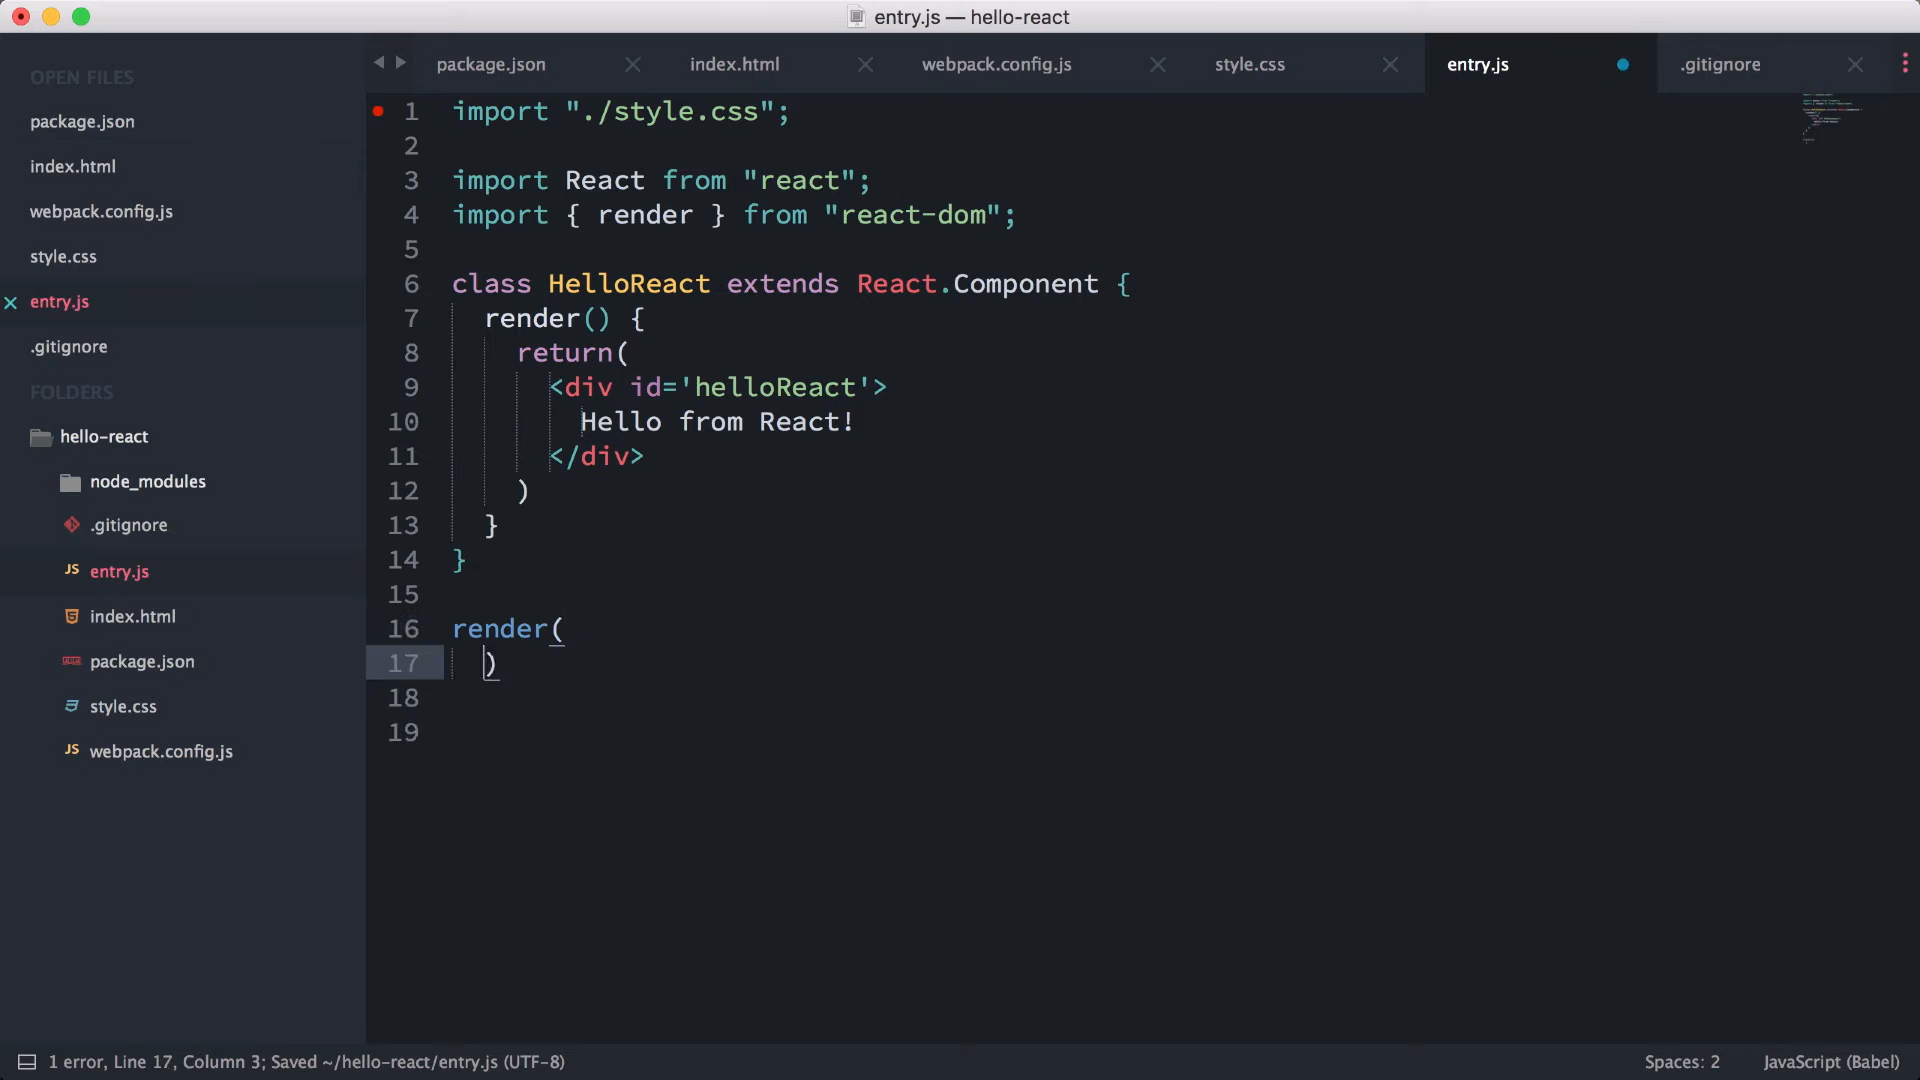 entry.js — hello-react
OPEN FILES
package.json
index.html
webpack.config.js
style.css
entry.js
.gitignore
FOLDERS
hello-react
node_modules
.gitignore
JS entry.js
index.html
package.json
style.css
JS webpack.config.js
package.json
index.html
webpack.config.js
style.css
entry.js
.gitignore
1 import "./style.css";
2
3 import React from "react";
4 import { render } from "react-dom";
5
6 class HelloReact extends React.Component {
7 render() {
8 return(
9 <div id='helloReact'>
10 Hello from React!
11 </div>
12 )
13 }
14 }
15
16 render(
17 )
18
19
1 error, Line 17, Column 3; Saved ~/hello-react/entry.js (UTF-8)
Spaces: 2
JavaScript (Babel)